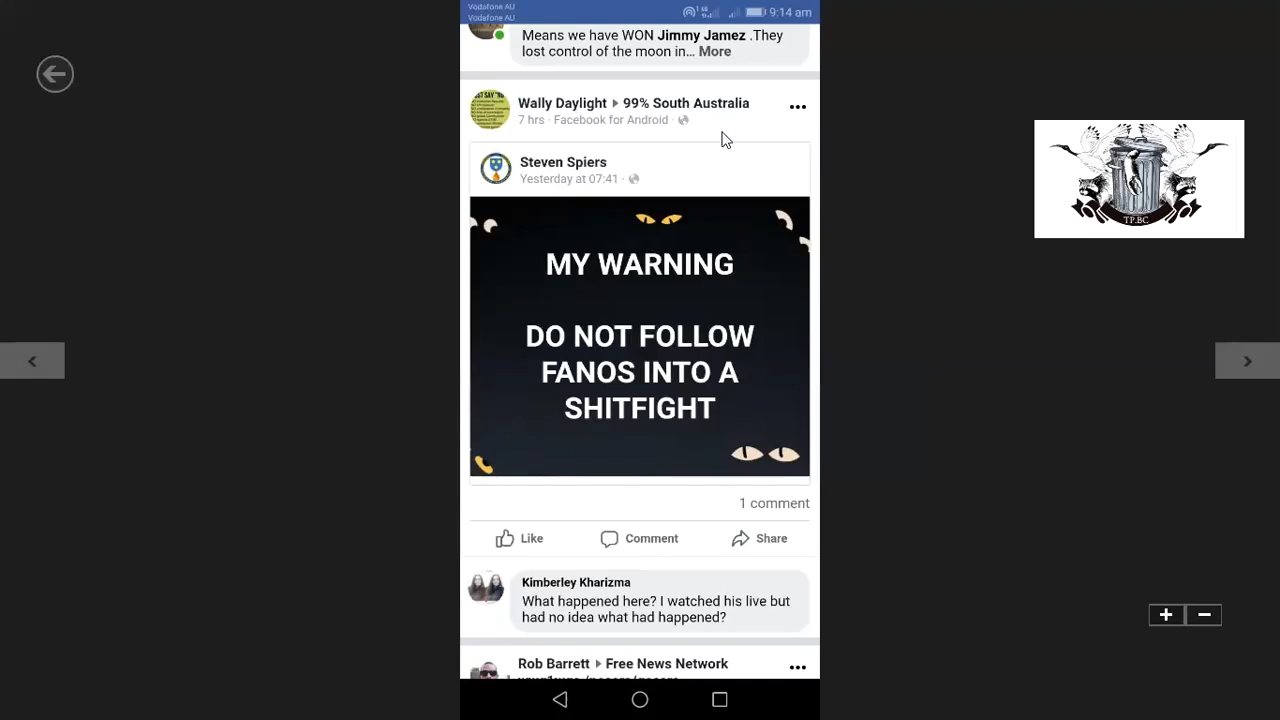 Vodafone AU
Vodafone AU
9:14 am
Means we have WON Jimmy Jamez .They
lost control of the moon in... More
Wally Daylight 99% South Australia
7 hrs · Facebook for Android ·
Steven Spiers
Yesterday at 07:41 ·
MY WARNING
DO NOT FOLLOW
FANOS INTO A
SHITFIGHT
1 comment
Like Comment Share
Kimberley Kharizma
What happened here? I watched his live but
had no idea what had happened?
Rob Barrett Free News Network
TP.BC